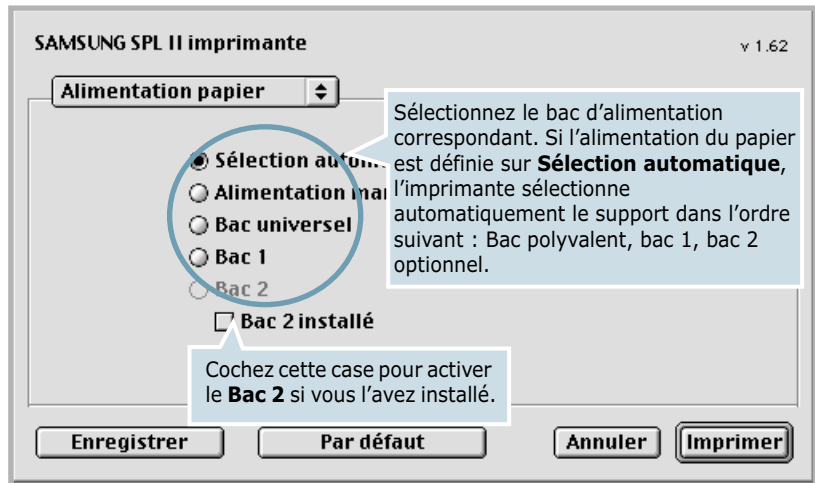 SAMSUNG SPL II imprimante
v 1.62
Alimentation papier
Sélectionnez le bac d'alimentation
correspondant. Si l'alimentation du papier
est définie sur Sélection automatique,
l'imprimante sélectionne
automatiquement le support dans l'ordre
suivant : Bac polyvalent, bac 1, bac 2
optionnel.
Sélection
Alimentation
Bac universel
Bac 1
Bac 2
Bac 2 installé
Cochez cette case pour activer
le Bac 2 si vous l'avez installé.
Enregistrer
Par défaut
Annuler
Imprimer